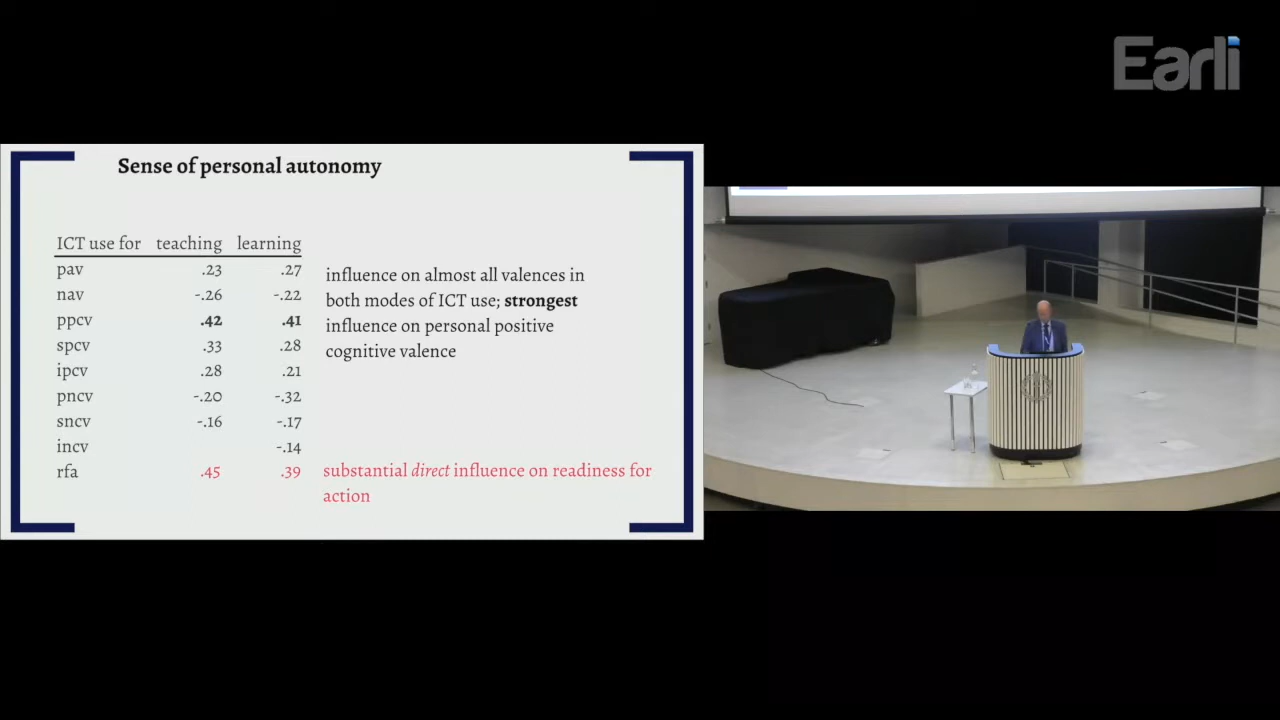 Earli
Sense of personal autonomy
ICT use for teaching learning
pav .23 .27
nav -.26 -.22
ppcv .42 .41
spcv .33 .28
ipcv .28 .21
pncv -.20 -.32
sncv -.16 -.17
incv -.14
rfa .45 .39
influence on almost all valences in
both modes of ICT use; strongest
influence on personal positive
cognitive valence
substantial direct influence on readiness for
action